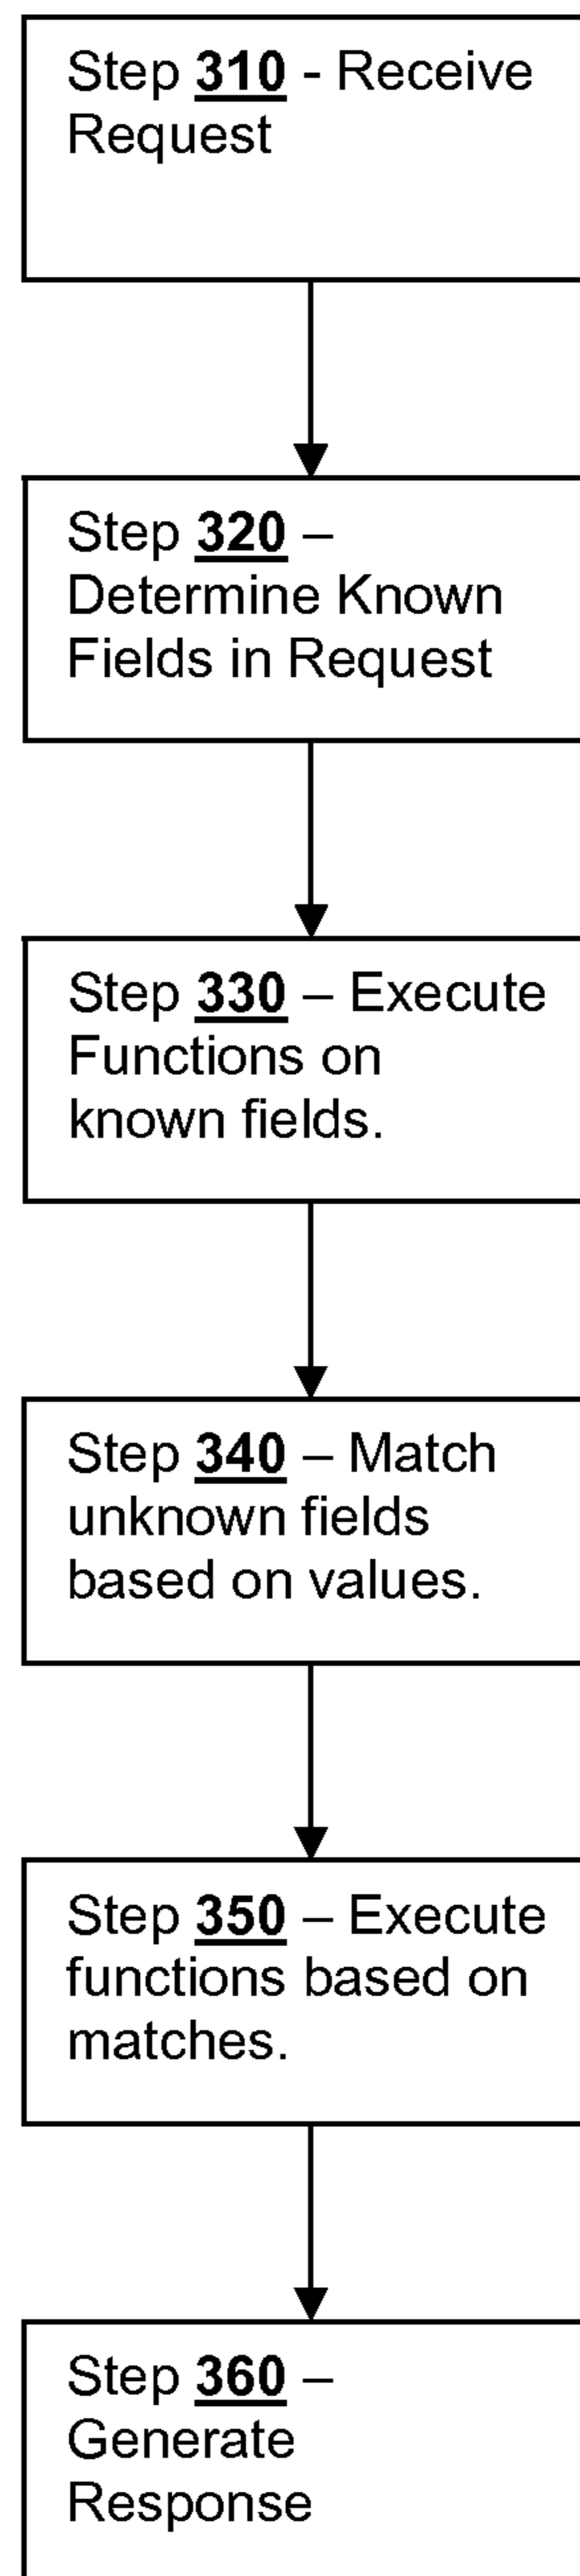 Step 310 - Receive
Request
Step 320 –
Determine Known
Fields in Request
Step 330 – Execute
Functions on
known fields.
Step 340 – Match
unknown fields
based on values.
Step 350 – Execute
functions based on
matches.
Step 360 –
Generate
Response